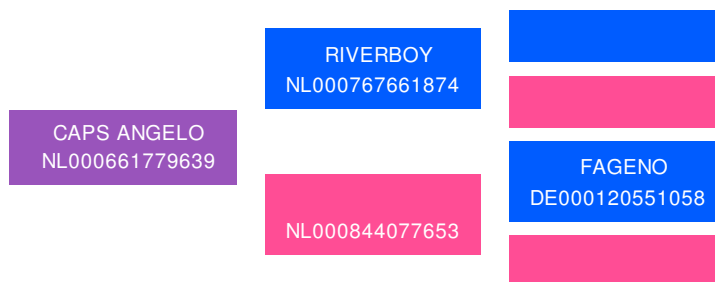 CAPS ANGELO
NL000661779639
RIVERBOY
NL000767661874
NL000844077653
FAGENO
DE000120551058